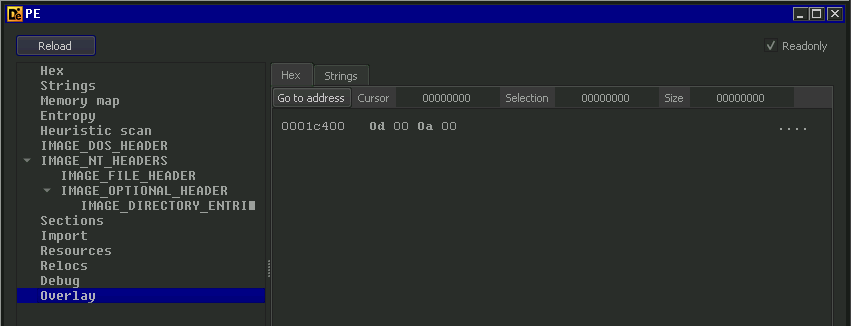 PE
Reload
Readonly
Hex
Strings
Memory map
Entropy
Heuristic scan
IMAGE_DOS_HEADER
IMAGE_NT_HEADERS
IMAGE_FILE_HEADER
IMAGE_OPTIONAL_HEADER
IMAGE_DIRECTORY_ENTRI
Sections
Import
Resources
Relocs
Debug
Overlay
Hex Strings
Go to address Cursor 00000000 Selection 00000000 Size 00000000
0001c400 0d 00 0a 00 ....